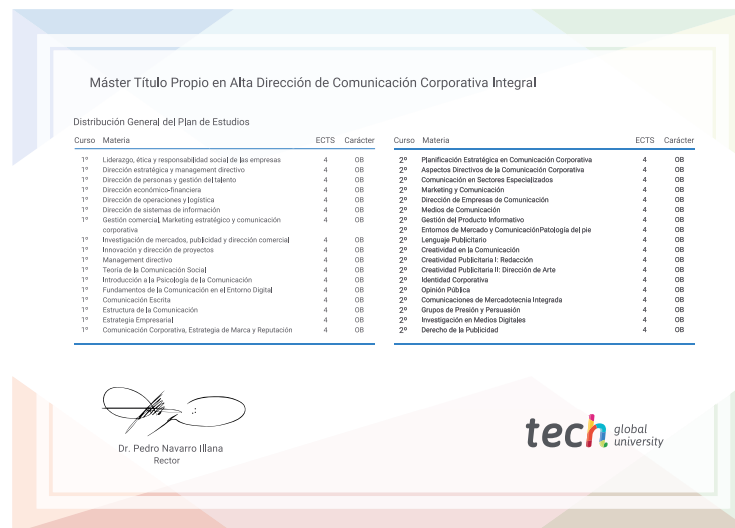 Máster Título Propio en Alta Dirección de Comunicación Corporativa Integral
Distribución General del Plan de Estudios
Curso Materia ECTS Carácter
1º Liderazgo, ética y responsabilidad social de las empresas 4 OB
1º Dirección estratégica y management directivo 4 OB
1º Dirección de personas y gestión del talento 4 OB
1º Dirección económico-financiera 4 OB
1º Dirección de operaciones y logística 4 OB
1º Dirección de sistemas de información 4 OB
1º Gestión comercial, Marketing estratégico y comunicación 4 OB
corporativa
1º Investigación de mercados, publicidad y dirección comercial 4 OB
1º Innovación y dirección de proyectos 4 OB
1º Management directivo 4 OB
1º Teoría de la Comunicación Social 4 OB
1º Introducción a la Psicología de la Comunicación 4 OB
1º Fundamentos de la Comunicación en el Entorno Digital 4 OB
1º Comunicación Escrita 4 OB
1º Estructura de la Comunicación 4 OB
1º Estrategia Empresarial 4 OB
1º Comunicación Corporativa, Estrategia de Marca y Reputación 4 OB
Curso Materia ECTS Carácter
2º Planificación Estratégica en Comunicación Corporativa 4 OB
2º Aspectos Directivos de la Comunicación Corporativa 4 OB
2º Comunicación en Sectores Especializados 4 OB
2º Marketing y Comunicación 4 OB
2º Dirección de Empresas de Comunicación 4 OB
2º Medios de Comunicación 4 OB
2º Gestión del Producto Informativo 4 OB
2º Entornos de Mercado y ComunicaciónPatología del pie 4 OB
2º Lenguaje Publicitario 4 OB
2º Creatividad en la Comunicación 4 OB
2º Creatividad Publicitaria I: Redacción 4 OB
2º Creatividad Publicitaria II: Dirección de Arte 4 OB
2º Identidad Corporativa 4 OB
2º Opinión Pública 4 OB
2º Comunicaciones de Mercadotecnia Integrada 4 OB
2º Grupos de Presión y Persuasión 4 OB
2º Investigación en Medios Digitales 4 OB
2º Derecho de la Publicidad 4 OB
Dr. Pedro Navarro Illana
Rector
tech global
university